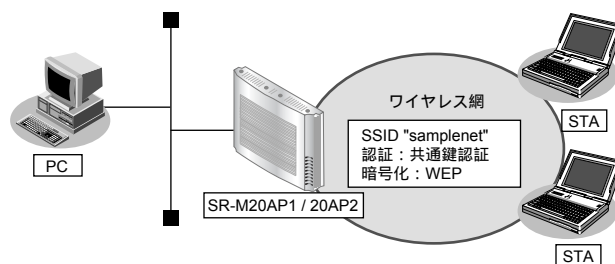 ワイヤレス網
SSID "samplenet"
認証：共通鍵認証
暗号化：WEP
STA
PC
SR-M20AP1 / 20AP2
STA